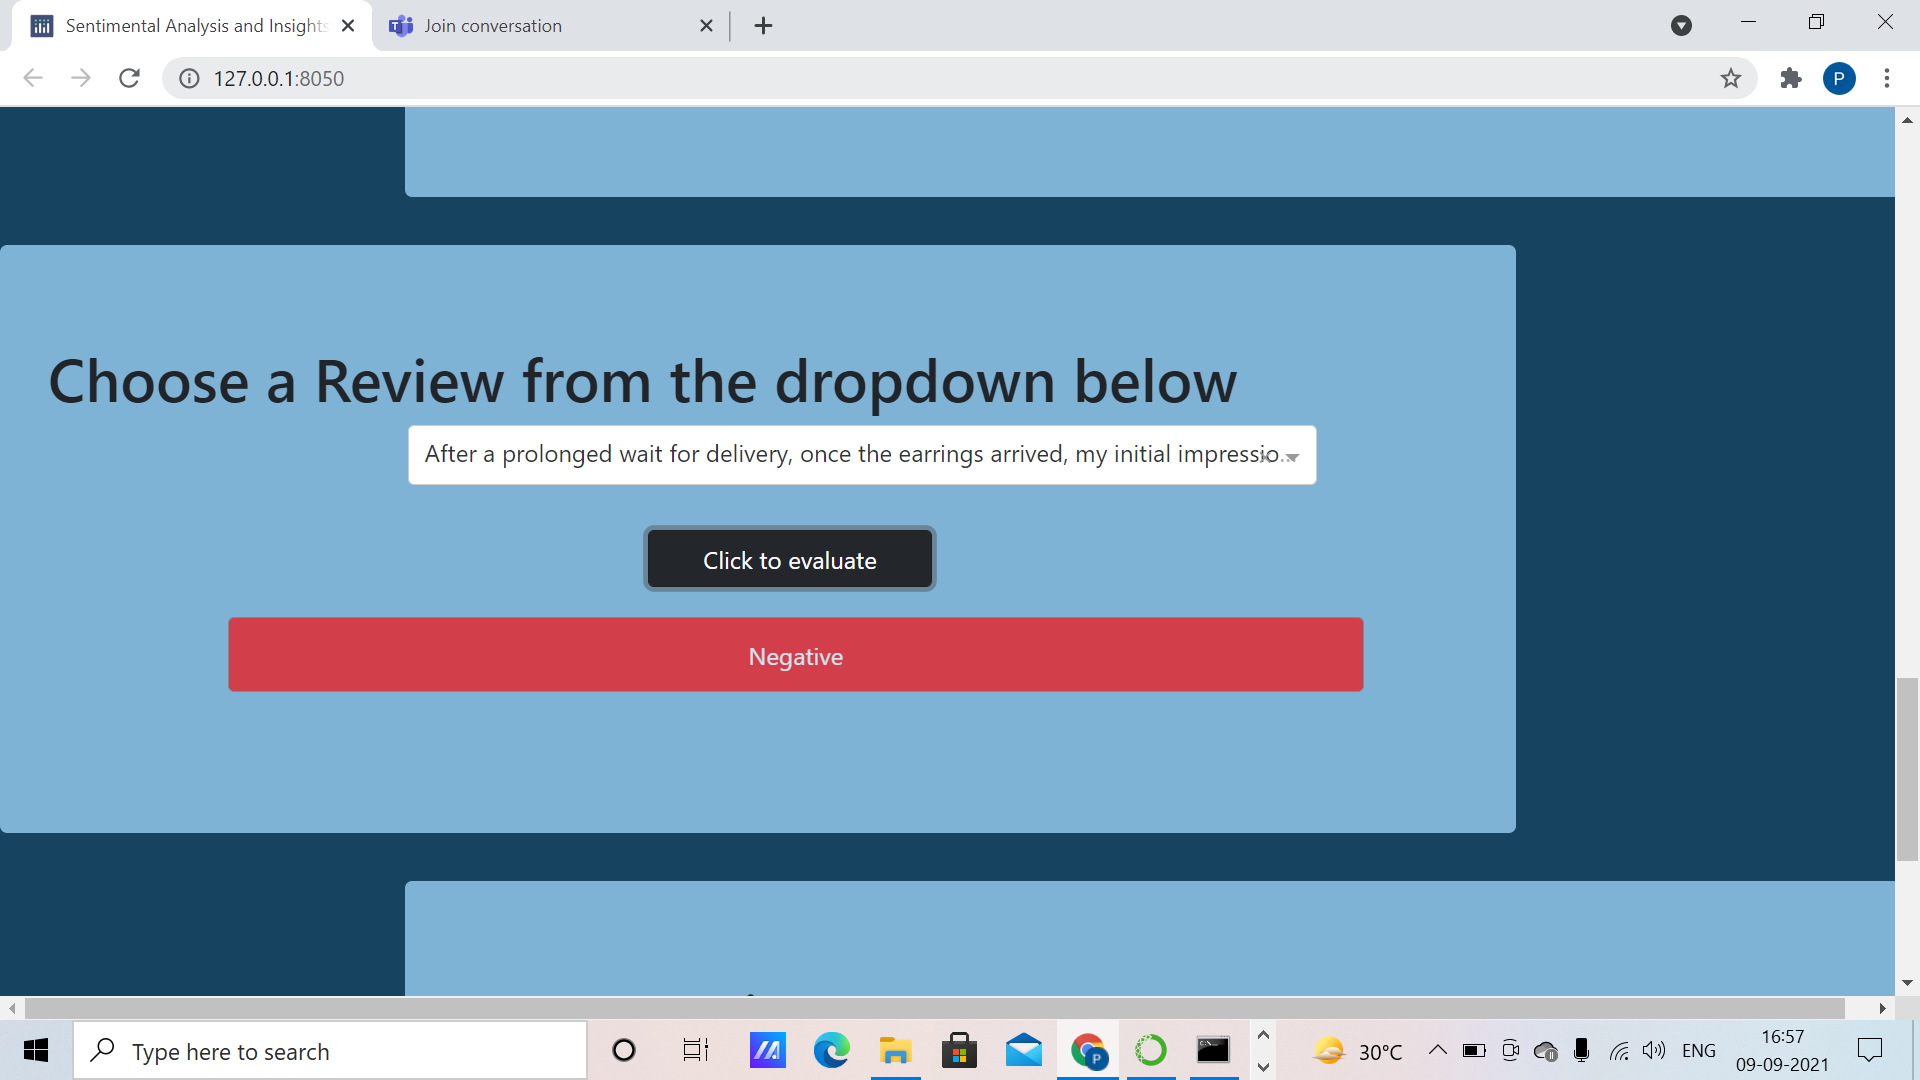 Sentimental Analysis and Insights
Join conversation
127.0.0.1:8050
P
Choose a Review from the dropdown below
After a prolonged wait for delivery, once the earrings arrived, my initial impressio...
Click to evaluate
Negative
Type here to search
P
30°C
ENG
16:57
09-09-2021